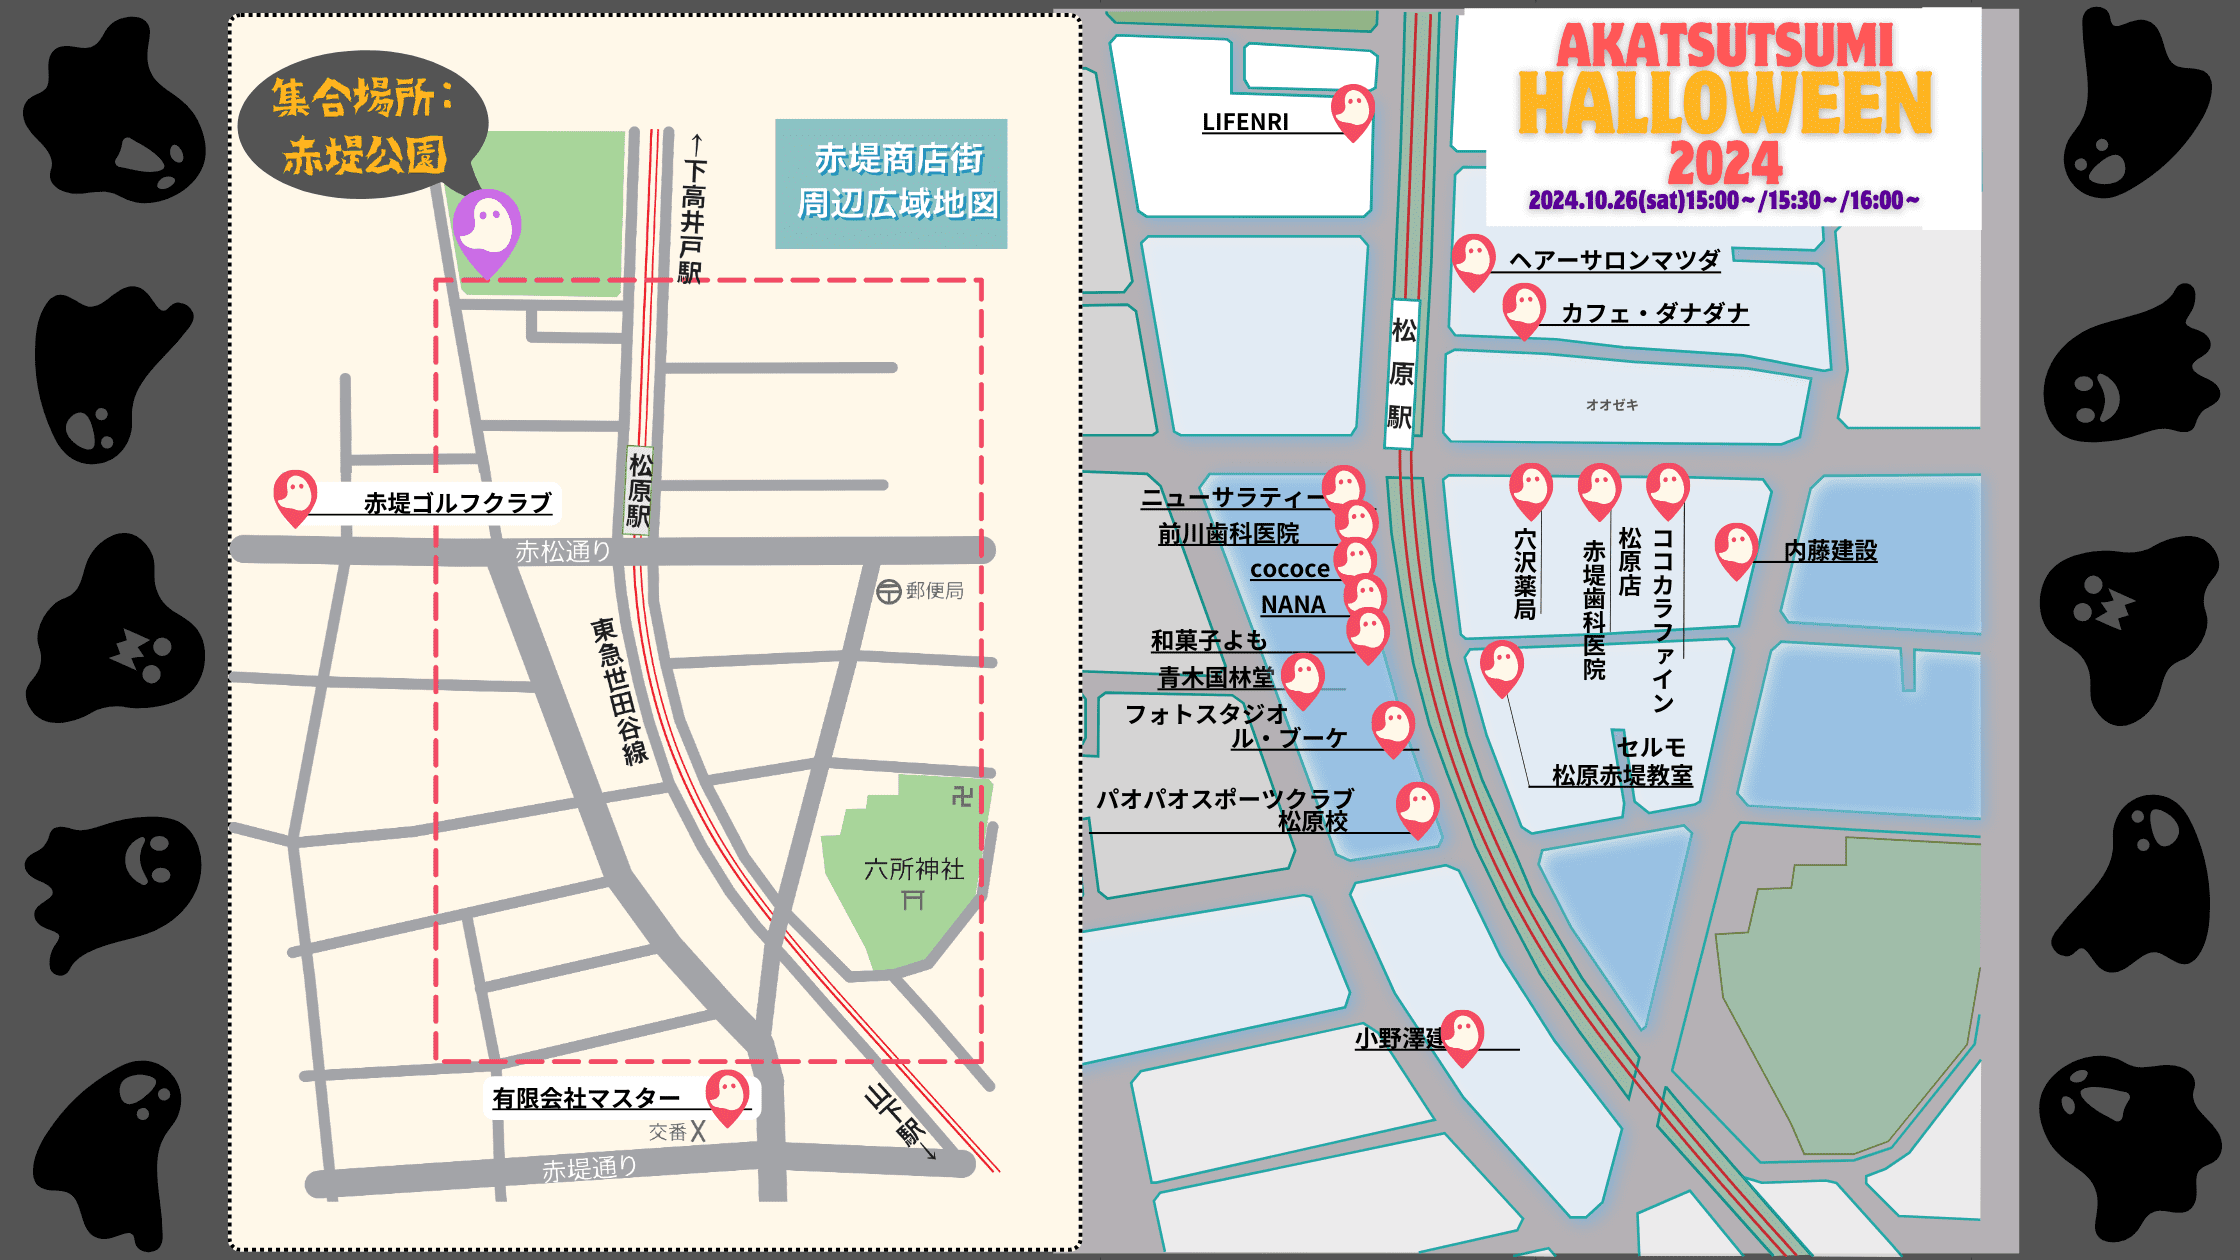 集合場所:
赤堤公園
赤堤商店街
周辺広域地図
↑下高井戸駅
松原駅
赤堤ゴルフクラブ
赤松通り
郵便局
東急世田谷線
卍
六所神社
有限会社マスター
交番X
山下駅→
赤堤通り
AKATSUTSUMI
HALLOWEEN
2024
2024.10.26(sat)15:00~/15:30~/16:00~
LIFENRI
ヘアーサロンマツダ
カフェ・ダナダナ
松原駅
オオゼキ
ニューサラティー
前川歯科医院
cococe
NANA
和菓子よも
青木国林堂
フォトスタジオ
ル・ブーケ
パオパオスポーツクラブ
松原校
穴沢薬局
赤堤歯科医院
ココカラファイン
松原店
内藤建設
セルモ
松原赤堤教室
小野澤建